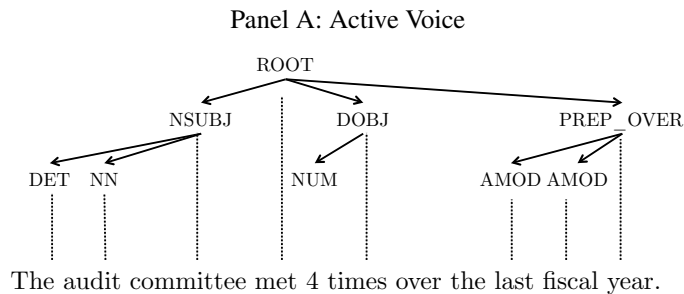 Panel A: Active Voice
ROOT
NSUBJ DOBJ PREP_OVER
DET NN NUM AMOD AMOD
The audit committee met 4 times over the last fiscal year.